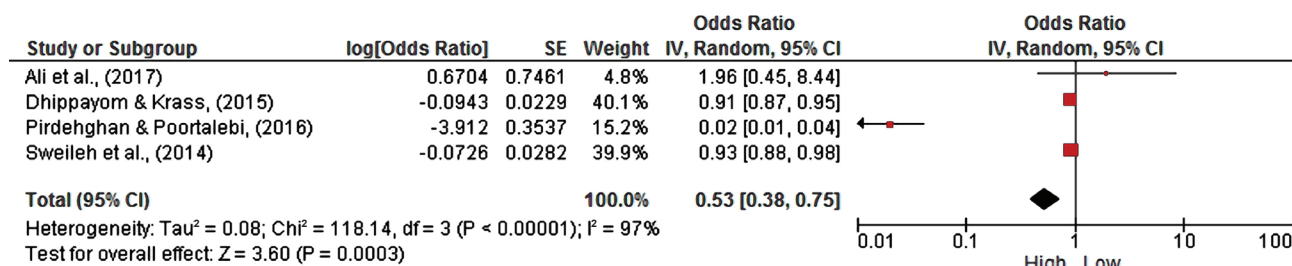 Odds Ratio Odds Ratio
Study or Subgroup log[Odds Ratio] SE Weight IV, Random, 95% CI IV, Random, 95% CI
Ali et al., (2017) 0.6704 0.7461 4.8% 1.96 [0.45, 8.44]
Dhippayom & Krass, (2015) -0.0943 0.0229 40.1% 0.91 [0.87, 0.95]
Pirdehghan & Poortalebi, (2016) -3.912 0.3537 15.2% 0.02 [0.01, 0.04]
Sweileh et al., (2014) -0.0726 0.0282 39.9% 0.93 [0.88, 0.98]
Total (95% CI) 100.0% 0.53 [0.38, 0.75]
Heterogeneity: Tau² = 0.08; Chi² = 118.14, df = 3 (P < 0.00001); I² = 97%
Test for overall effect: Z = 3.60 (P = 0.0003)
0.01 0.1 1 10 100
High Low